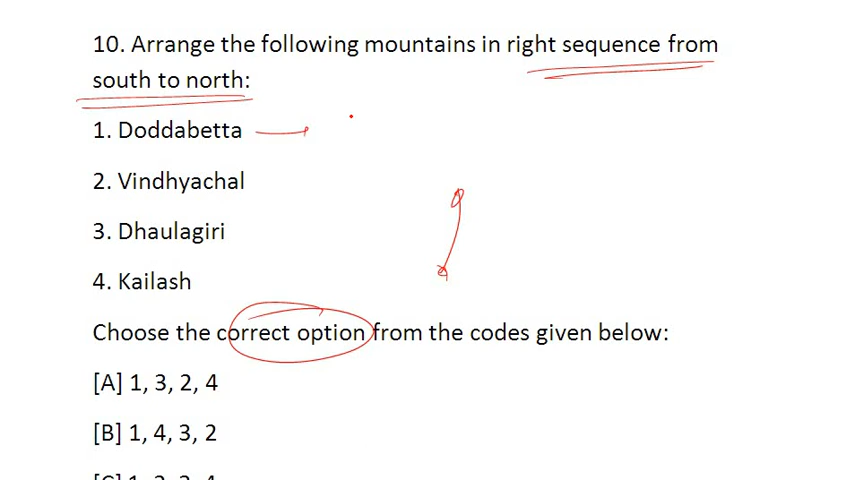 10. Arrange the following mountains in right sequence from
south to north:
1. Doddabetta
2. Vindhyachal
3. Dhaulagiri
4. Kailash
Choose the correct option from the codes given below:
[A] 1, 3, 2, 4
[B] 1, 4, 3, 2